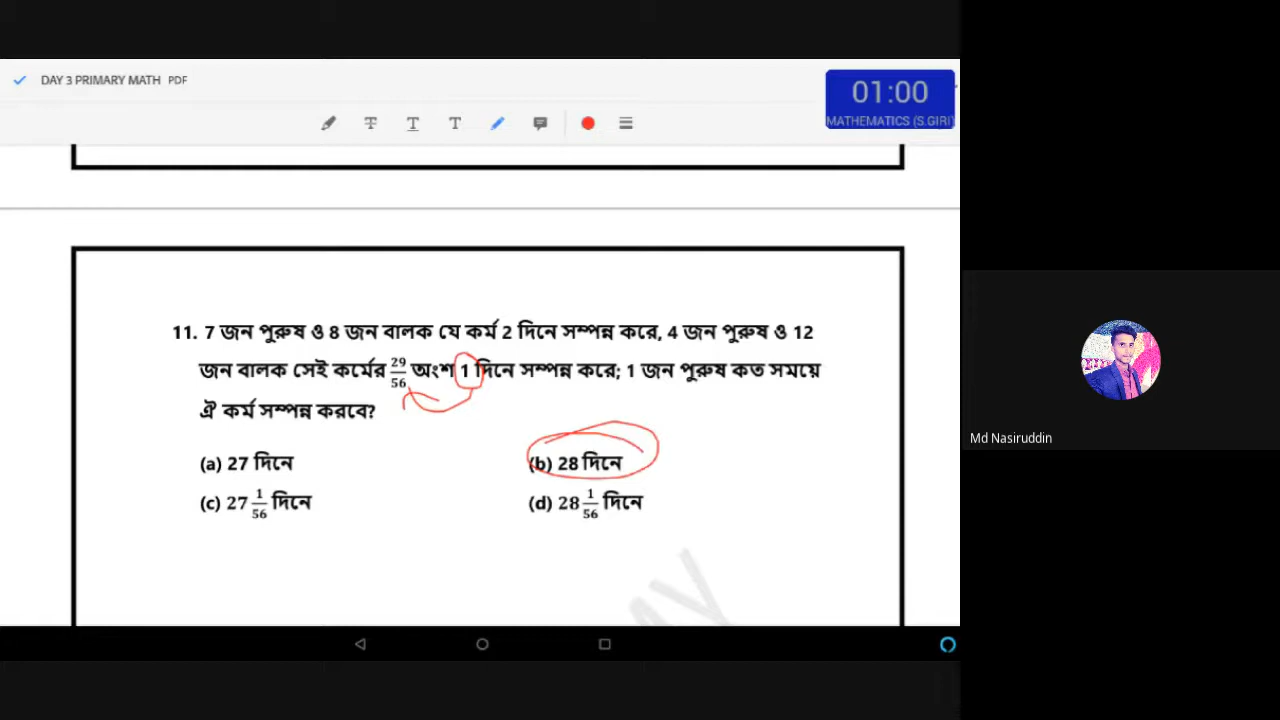 DAY 3 PRIMARY MATH PDF
01:00
MATHEMATICS (S.GIRI)
11. 7 জন পুরুষ ও 8 জন বালক যে কর্ম 2 দিনে সম্পন্ন করে, 4 জন পুরুষ ও 12
জন বালক সেই কর্মের 29/56 অংশ 1 দিনে সম্পন্ন করে; 1 জন পুরুষ কত সময়ে
ঐ কর্ম সম্পন্ন করবে?
(a) 27 দিনে (b) 28 দিনে
(c) 27 1/56 দিনে (d) 28 1/56 দিনে
Md Nasiruddin